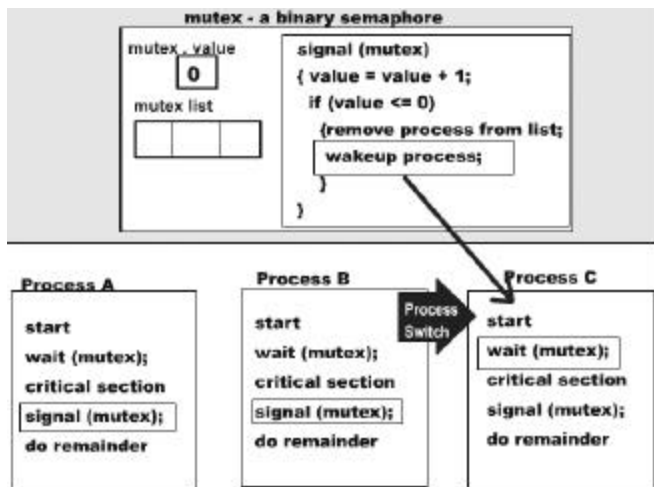 mutex - a binary semaphore
mutex . value
0
mutex list
signal (mutex)
{ value = value + 1;
if (value <= 0)
{remove process from list;
wakeup process;
}
}
Process A
start
wait (mutex);
critical section
signal (mutex);
do remainder
Process B
start
wait (mutex);
critical section
signal (mutex);
do remainder
Process
Switch
Process C
start
wait (mutex);
critical section
signal (mutex);
do remainder